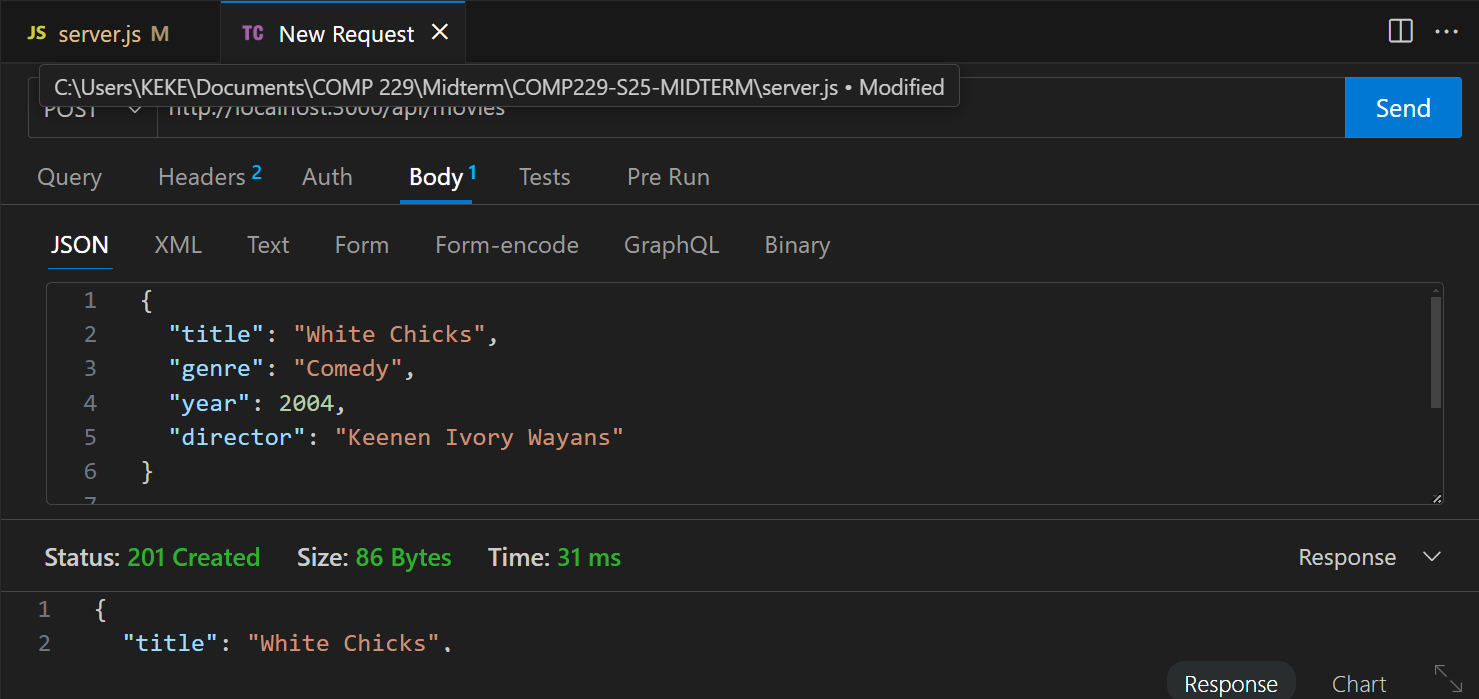 JS server.js M TC New Request
C:\Users\KEKE\Documents\COMP 229\Midterm\COMP229-S25-MIDTERM\server.js • Modified
POST http://localhost:3000/api/movies Send
Query Headers 2 Auth Body 1 Tests Pre Run
JSON XML Text Form Form-encode GraphQL Binary
1 {
2 "title": "White Chicks",
3 "genre": "Comedy",
4 "year": 2004,
5 "director": "Keenen Ivory Wayans"
6 }
7
Status: 201 Created Size: 86 Bytes Time: 31 ms Response
1 {
2 "title": "White Chicks",
Response Chart